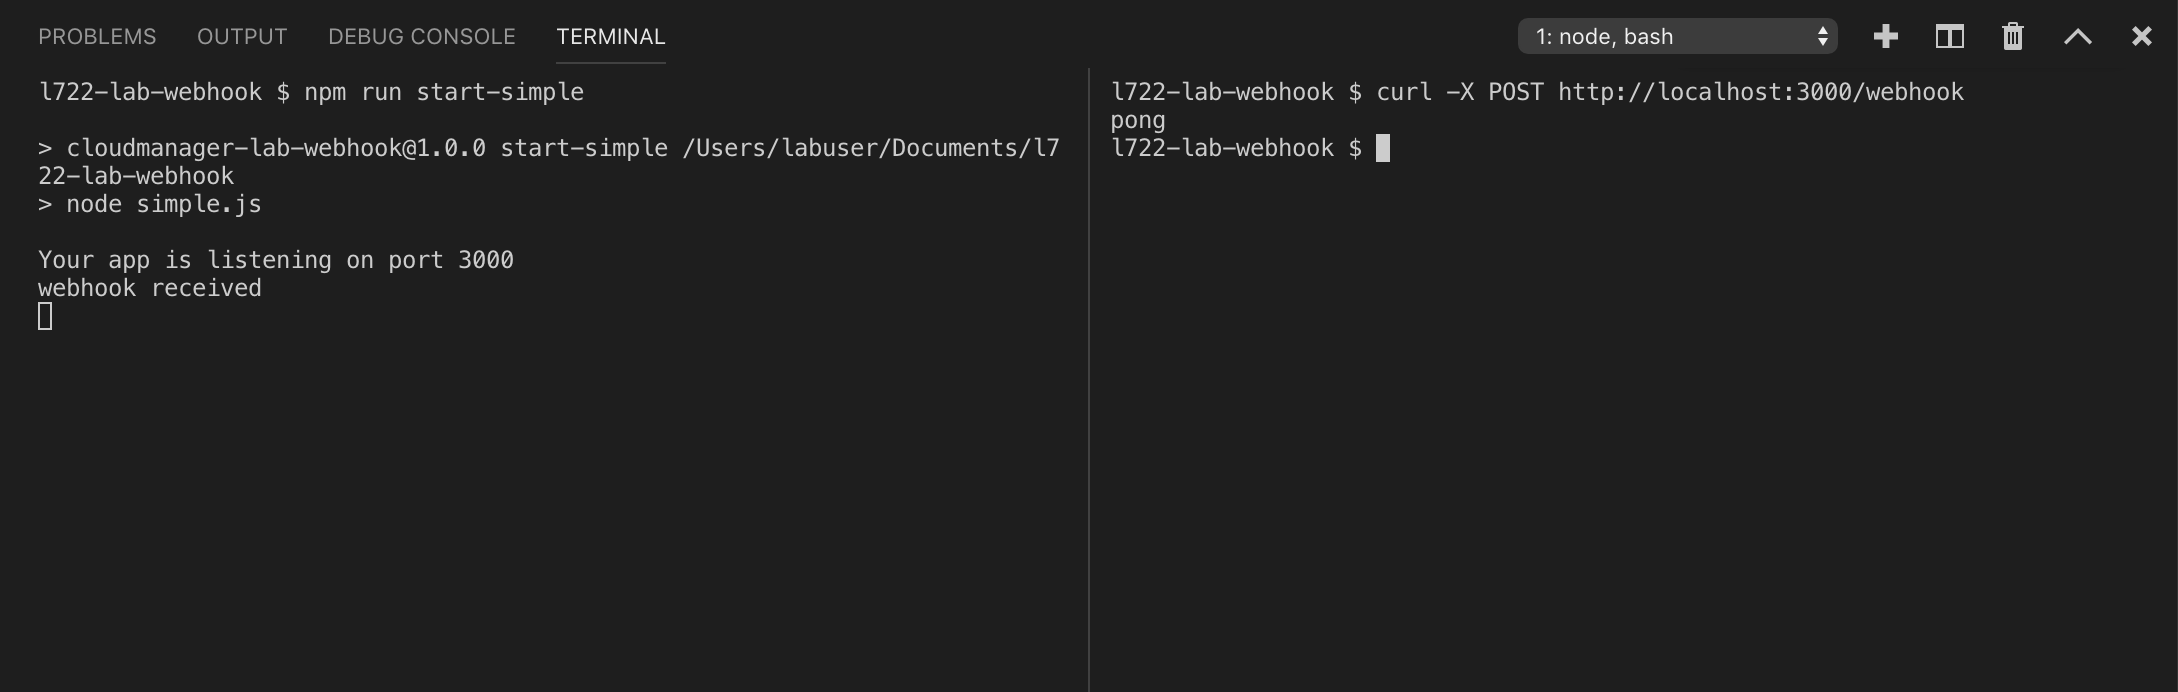 PROBLEMS OUTPUT DEBUG CONSOLE TERMINAL 1: node, bash
l722-lab-webhook $ npm run start-simple

> cloudmanager-lab-webhook@1.0.0 start-simple /Users/labuser/Documents/l7
22-lab-webhook
> node simple.js

Your app is listening on port 3000
webhook received
l722-lab-webhook $ curl -X POST http://localhost:3000/webhook
pong
l722-lab-webhook $